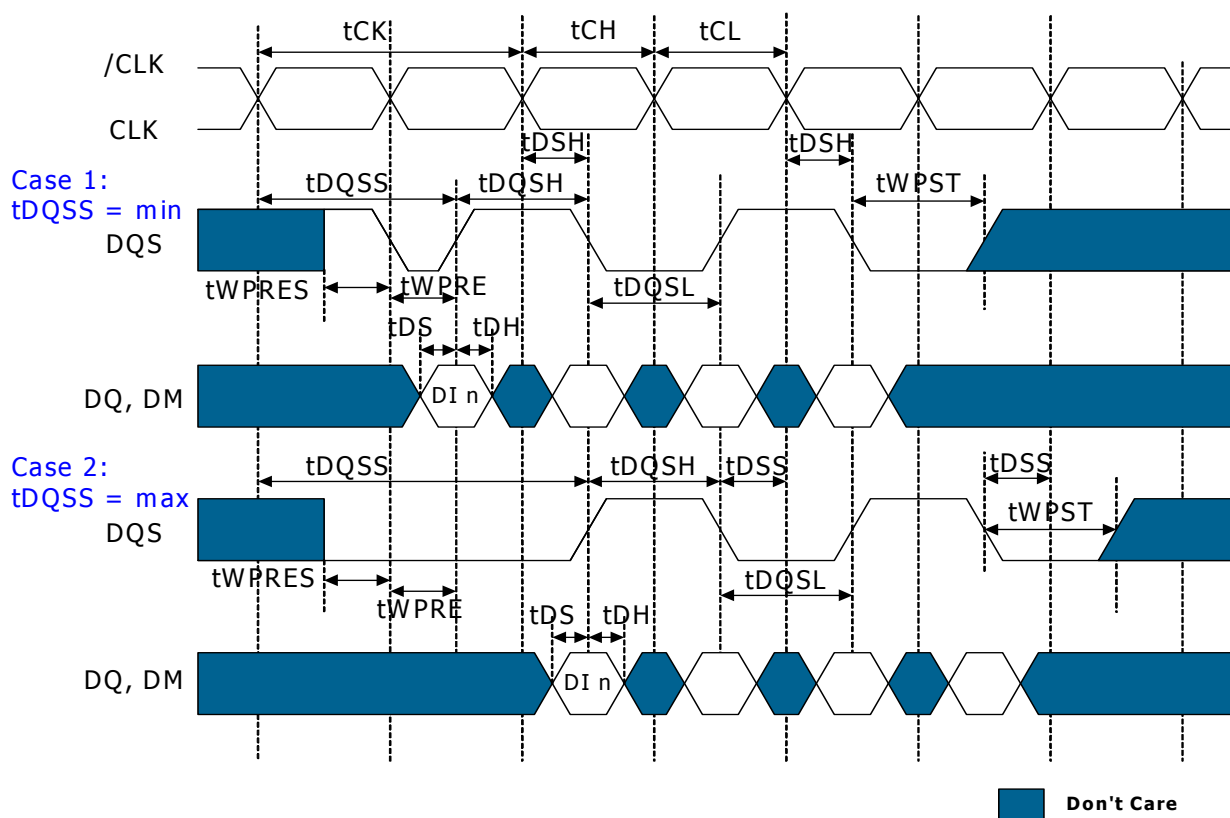 tCK tCH tCL
/CLK
CLK
tDSH tDSH
Case 1:
tDQSS = min
tDQSS tDQSH tWPST
DQS
tWPRES tWPRE tDQSL
tDS tDH
DQ, DM DI n
Case 2:
tDQSS = max
tDQSS tDQSH tDSS tDSS
DQS tWPST
tWPRES tWPRE tDQSL
tDS tDH
DQ, DM DI n
Don't Care